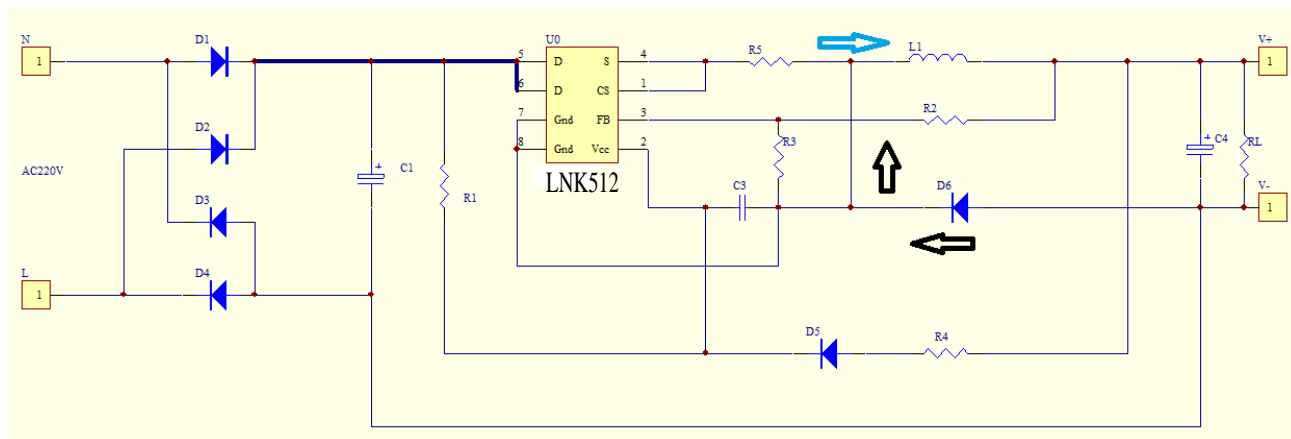 N
1
D1
U0
5
D
S
4
R5
L1
V+
1
6
D
CS
1
D2
7
Gnd
FB
3
R2
8
Gnd
Vcc
2
R3
+
C4
RL
AC220V
+
C1
LNK512
R1
D3
C3
D6
V-
1
L
1
D4
D5
R4